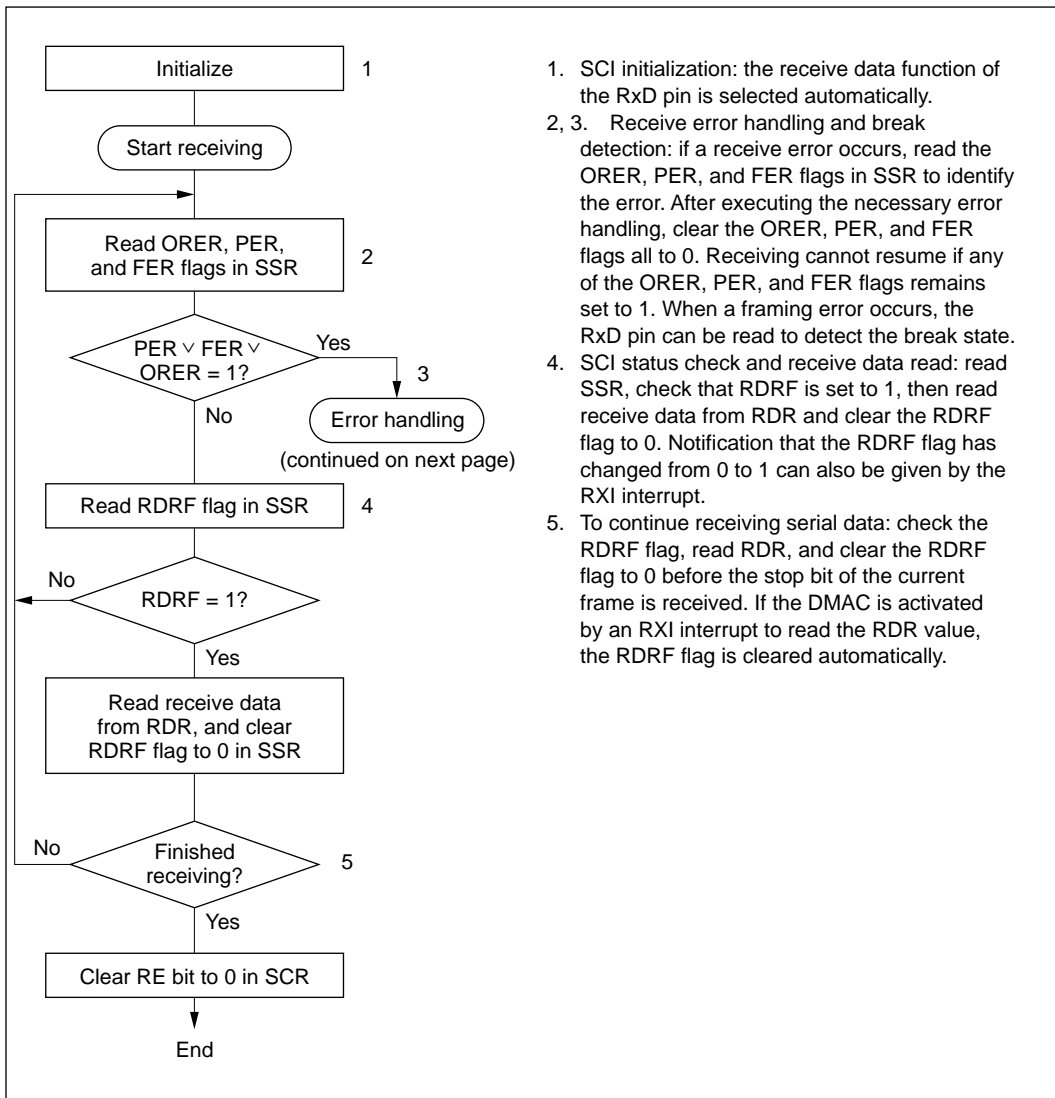 Initialize
1
Start receiving
Read ORER, PER,
and FER flags in SSR
2
PER ∨ FER ∨
ORER = 1?
Yes
3
No
Error handling
(continued on next page)
Read RDRF flag in SSR
4
No
RDRF = 1?
Yes
Read receive data
from RDR, and clear
RDRF flag to 0 in SSR
No
Finished
receiving?
5
Yes
Clear RE bit to 0 in SCR
End
1. SCI initialization: the receive data function of
the RxD pin is selected automatically.
2, 3. Receive error handling and break
detection: if a receive error occurs, read the
ORER, PER, and FER flags in SSR to identify
the error. After executing the necessary error
handling, clear the ORER, PER, and FER
flags all to 0. Receiving cannot resume if any
of the ORER, PER, and FER flags remains
set to 1. When a framing error occurs, the
RxD pin can be read to detect the break state.
4. SCI status check and receive data read: read
SSR, check that RDRF is set to 1, then read
receive data from RDR and clear the RDRF
flag to 0. Notification that the RDRF flag has
changed from 0 to 1 can also be given by the
RXI interrupt.
5. To continue receiving serial data: check the
RDRF flag, read RDR, and clear the RDRF
flag to 0 before the stop bit of the current
frame is received. If the DMAC is activated
by an RXI interrupt to read the RDR value,
the RDRF flag is cleared automatically.